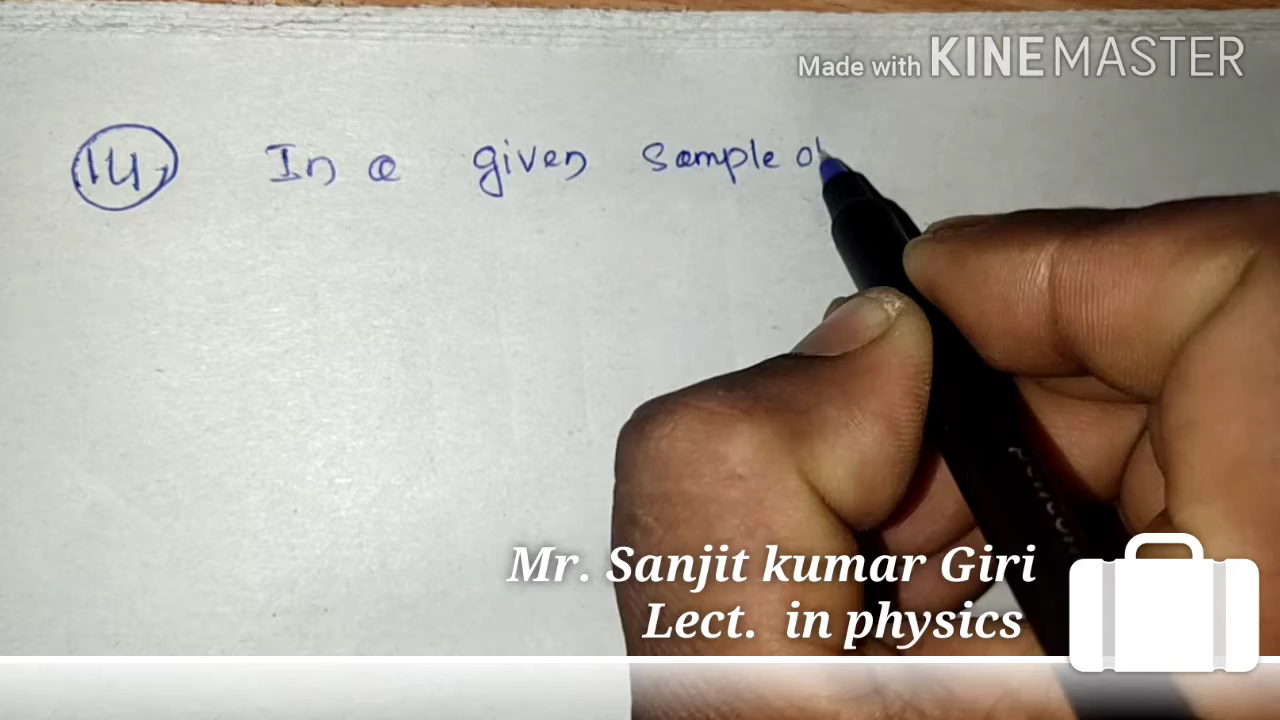 Made with KINEMASTER
14, In a given sample
Mr. Sanjit kumar Giri
Lect. in physics